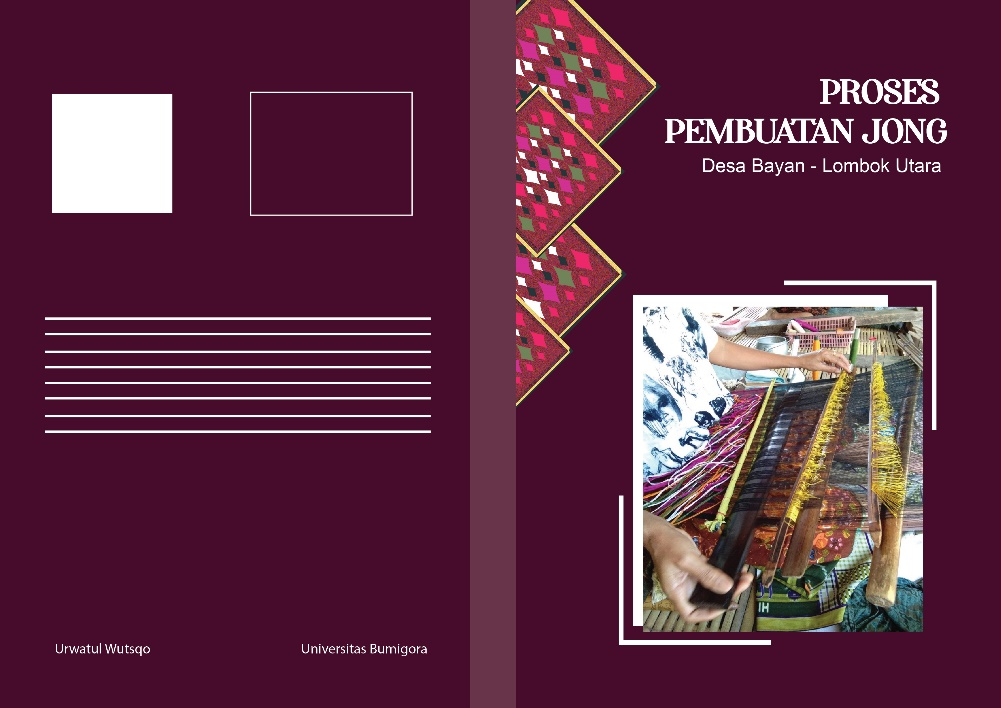 PROSES
PEMBUATAN JONG
Desa Bayan - Lombok Utara
Urwatul Wutsqo
Universitas Bumigora